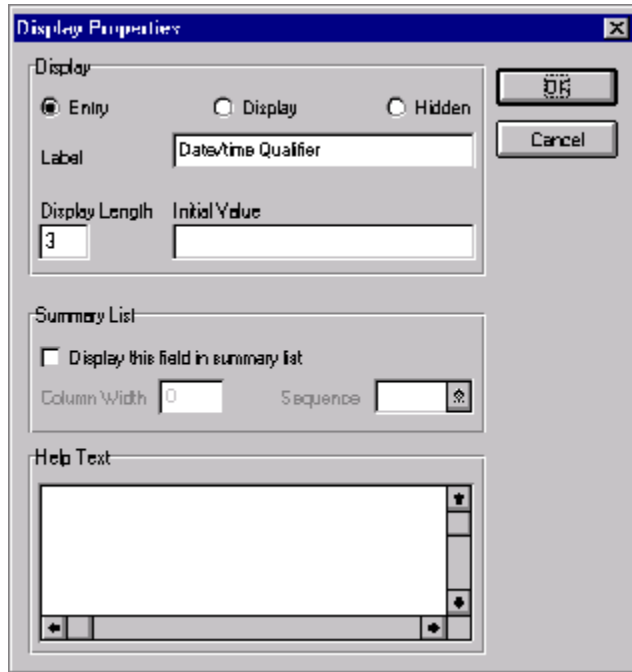 Display Properties
Display
OK
Entry Display Hidden
Cancel
Label Date/time Qualifier
Display Length Initial Value
3
Summary List
Display this field in summary list
Column Width 0 Sequence
Help Text